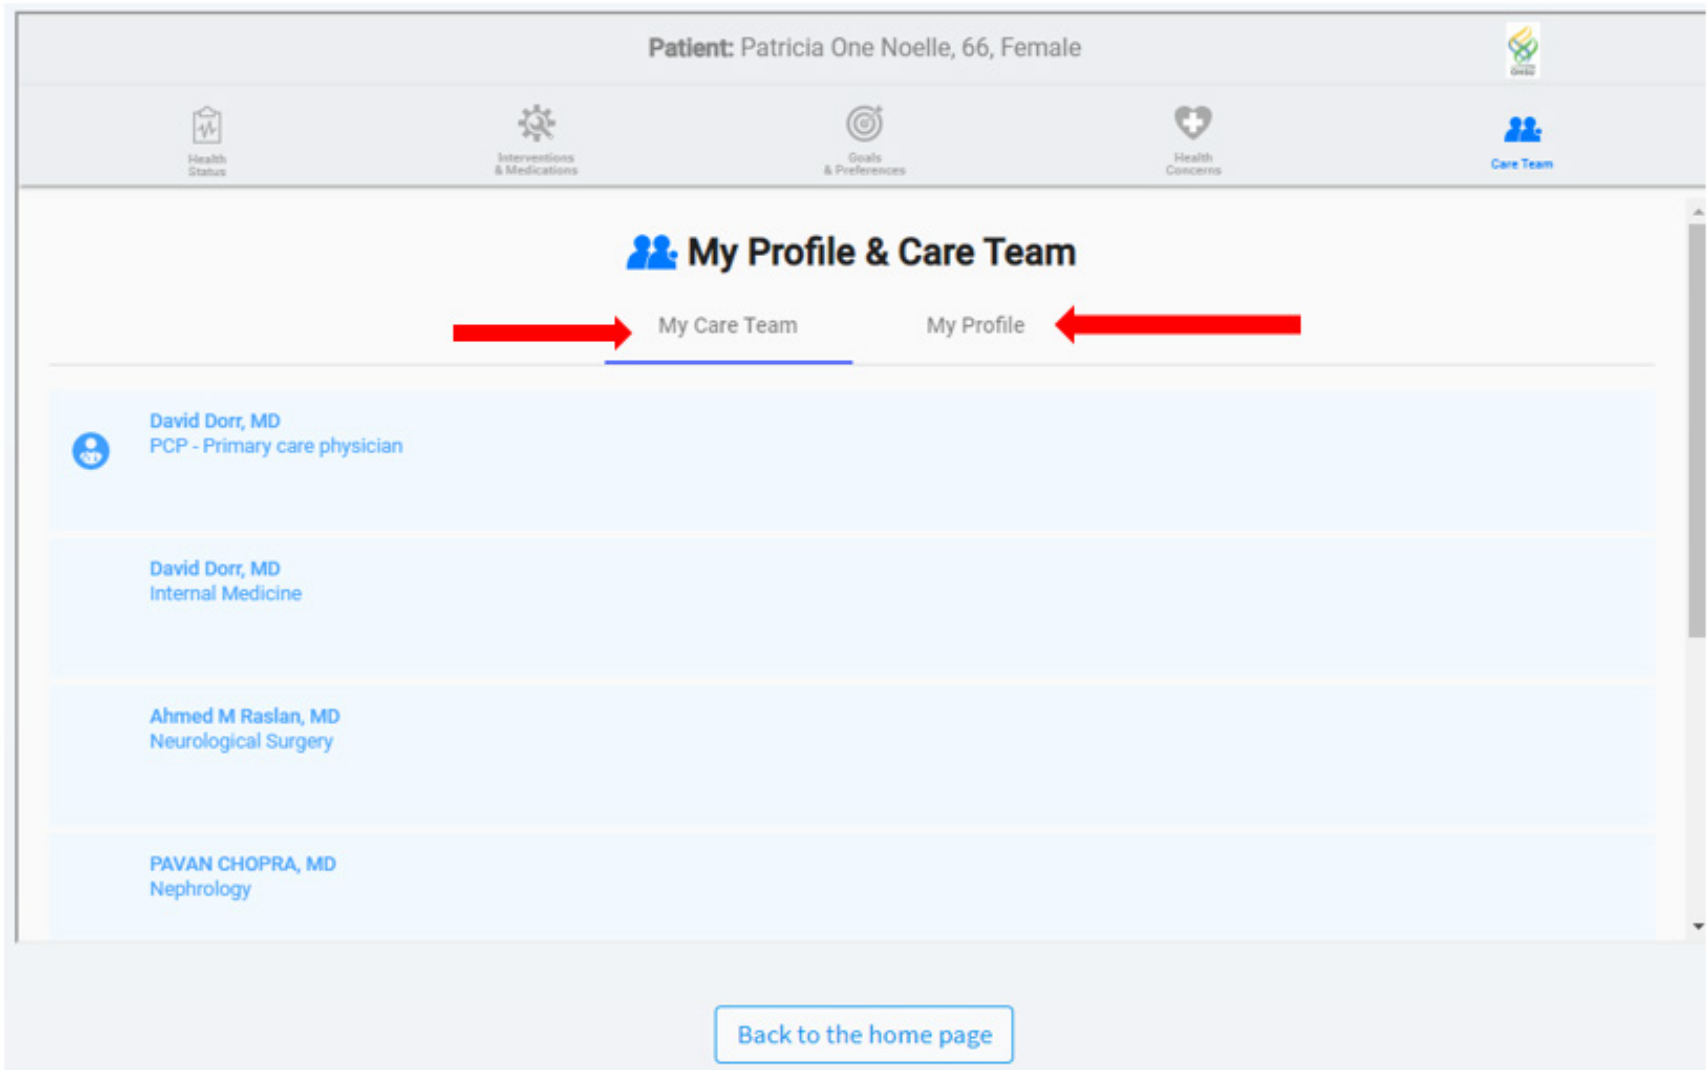 Patient: Patricia One Noelle, 66, Female
OHSU
Health
Status
Interventions
& Medications
Goals
& Preferences
Health
Concerns
Care Team
My Profile & Care Team
My Care Team
My Profile
David Dorr, MD
PCP - Primary care physician
David Dorr, MD
Internal Medicine
Ahmed M Raslan, MD
Neurological Surgery
PAVAN CHOPRA, MD
Nephrology
Back to the home page